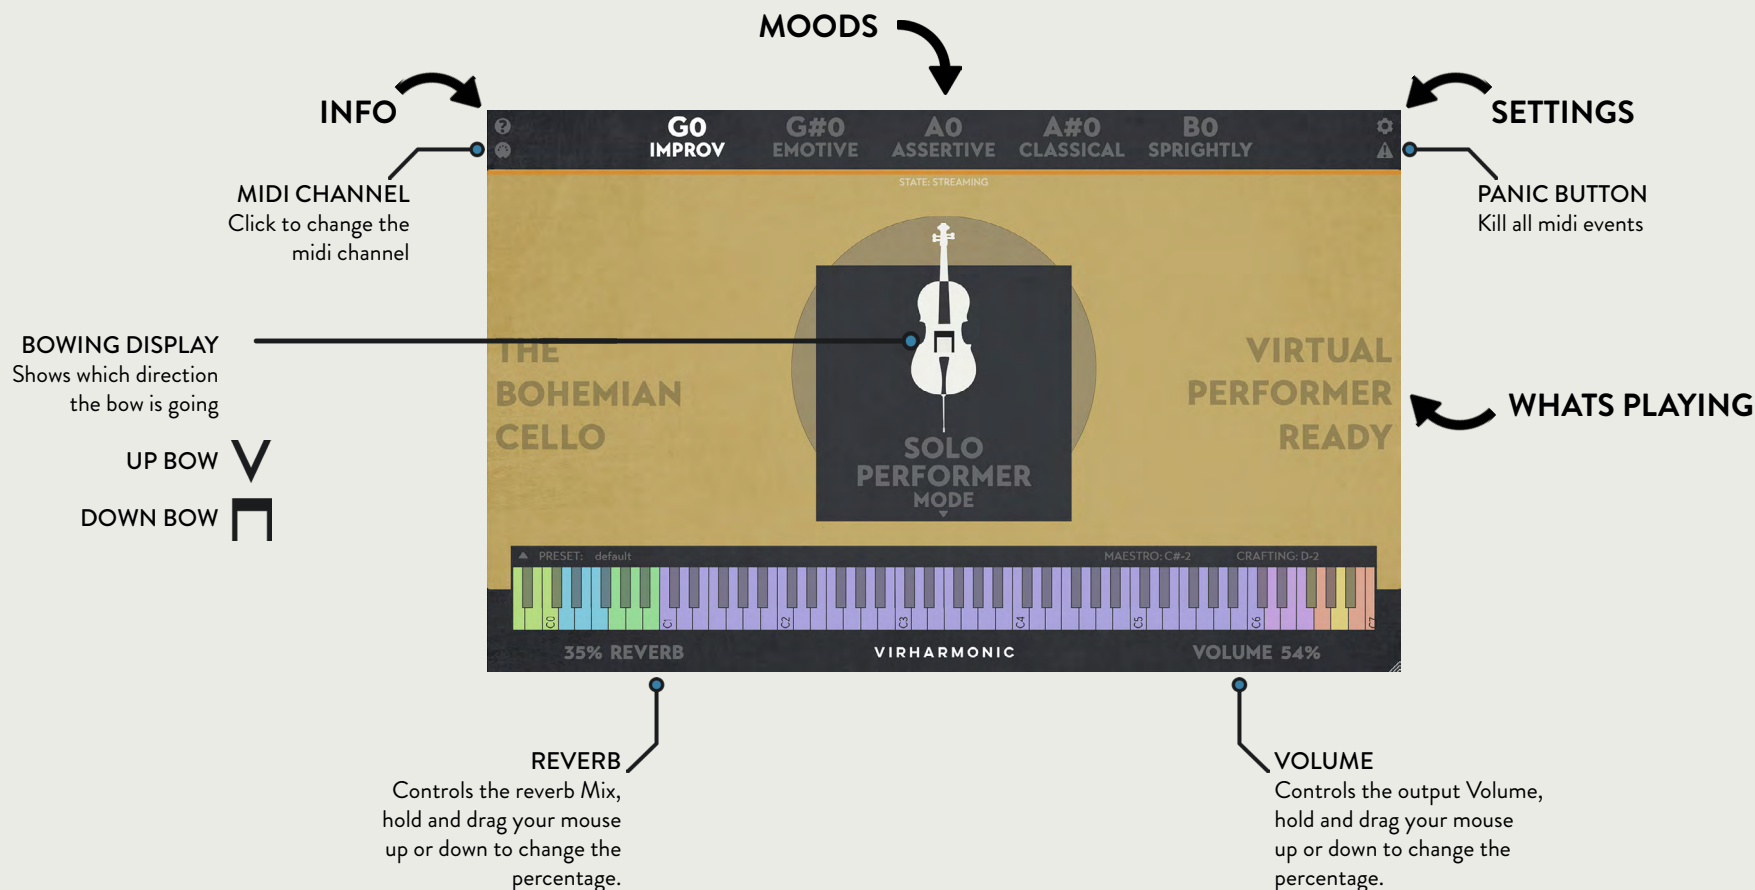 MOODS
INFO
SETTINGS
G0
IMPROV
G#0
EMOTIVE
A0
ASSERTIVE
A#0
CLASSICAL
B0
SPRIGHTLY
MIDI CHANNEL
Click to change the
midi channel
PANIC BUTTON
Kill all midi events
STATE: STREAMING
BOWING DISPLAY
Shows which direction
the bow is going
UP BOW
DOWN BOW
THE
BOHEMIAN
CELLO
SOLO
PERFORMER
MODE
VIRTUAL
PERFORMER
READY
WHATS PLAYING
PRESET: default
MAESTRO: C#-2
CRAFTING: D-2
C0
C1
C2
C3
C4
C5
C6
C7
35% REVERB
VIRHARMONIC
VOLUME 54%
REVERB
Controls the reverb Mix,
hold and drag your mouse
up or down to change the
percentage.
VOLUME
Controls the output Volume,
hold and drag your mouse
up or down to change the
percentage.